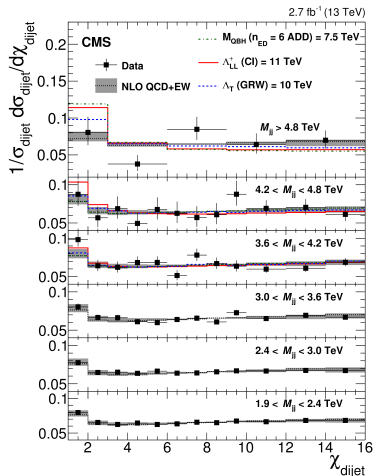 2.7 fb⁻¹ (13 TeV)
CMS
M_QBH (n_ED = 6 ADD) = 7.5 TeV
Data
Λ⁺_LL (CI) = 11 TeV
NLO QCD+EW
Λ_T (GRW) = 10 TeV
1/σ_dijet dσ_dijet/dχ_dijet
0.2
0.15
0.1
0.05
M_jj > 4.8 TeV
0.1
4.2 < M_jj < 4.8 TeV
0.05
0.1
3.6 < M_jj < 4.2 TeV
0.05
0.1
3.0 < M_jj < 3.6 TeV
0.05
0.1
2.4 < M_jj < 3.0 TeV
0.05
0.1
1.9 < M_jj < 2.4 TeV
0.05
2 4 6 8 10 12 14 16
χ_dijet